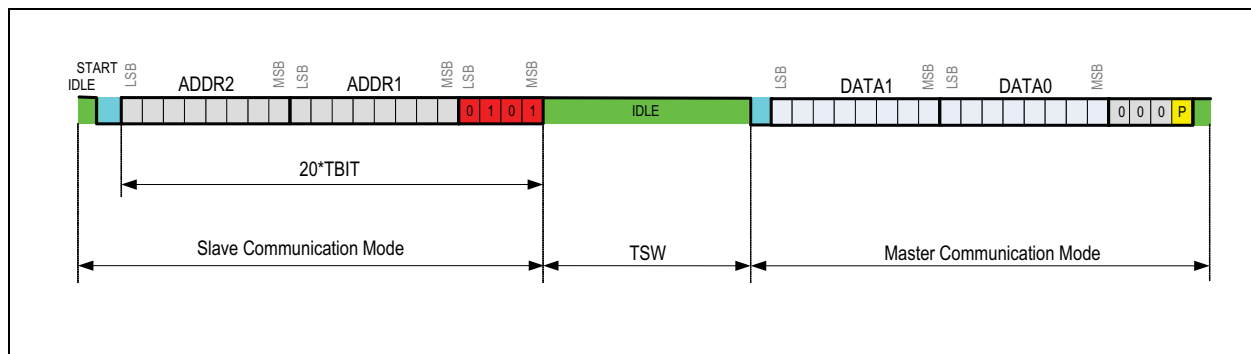 START
IDLE
LSB ADDR2 MSB LSB ADDR1 MSB LSB MSB LSB DATA1 MSB LSB DATA0 MSB
0 1 0 1 IDLE 0 0 0 P
20*TBIT
Slave Communication Mode TSW Master Communication Mode